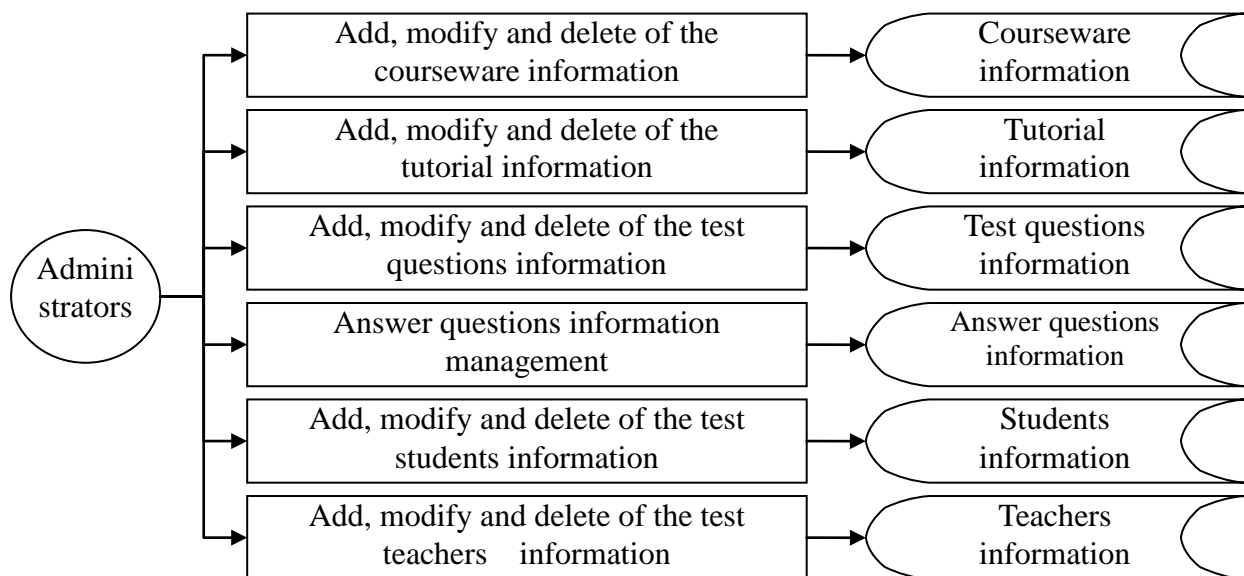 Add, modify and delete of the
courseware information
Courseware
information
Add, modify and delete of the
tutorial information
Tutorial
information
Add, modify and delete of the test
questions information
Test questions
information
Admini
strators
Answer questions information
management
Answer questions
information
Add, modify and delete of the test
students information
Students
information
Add, modify and delete of the test
teachers information
Teachers
information